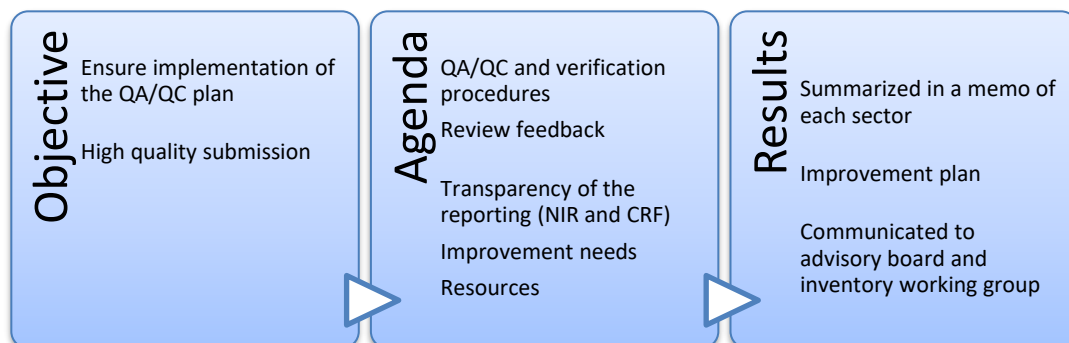 Objective
Ensure implementation of
the QA/QC plan
High quality submission
Agenda
QA/QC and verification
procedures
Review feedback
Transparency of the
reporting (NIR and CRF)
Improvement needs
Resources
Results
Summarized in a memo of
each sector
Improvement plan
Communicated to
advisory board and
inventory working group